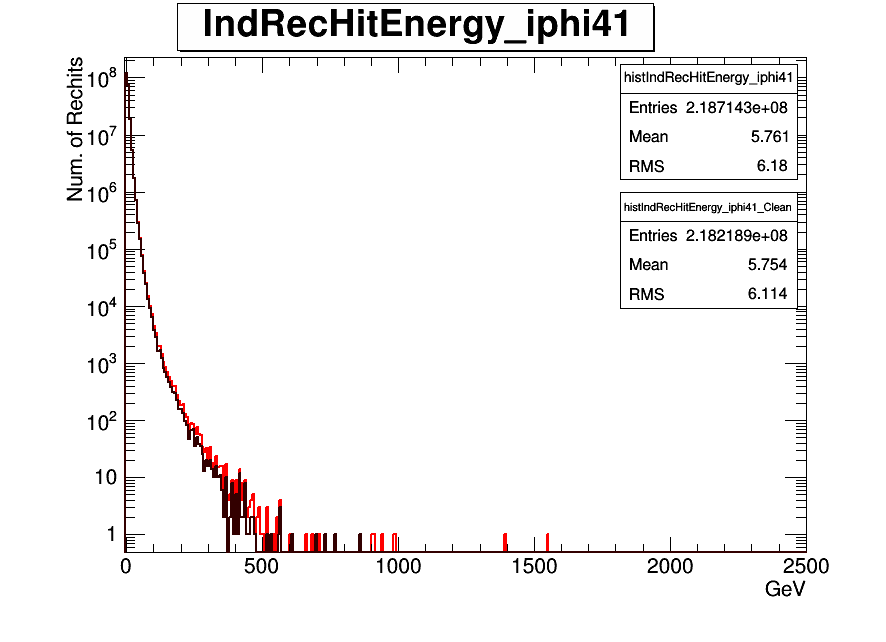 IndRecHitEnergy_iphi41
Num. of Rechits
10^8
10^7
10^6
10^5
10^4
10^3
10^2
10
1
0 500 1000 1500 2000 2500
GeV
histIndRecHitEnergy_iphi41
Entries 2.187143e+08
Mean 5.761
RMS 6.18
histIndRecHitEnergy_iphi41_Clean
Entries 2.182189e+08
Mean 5.754
RMS 6.114